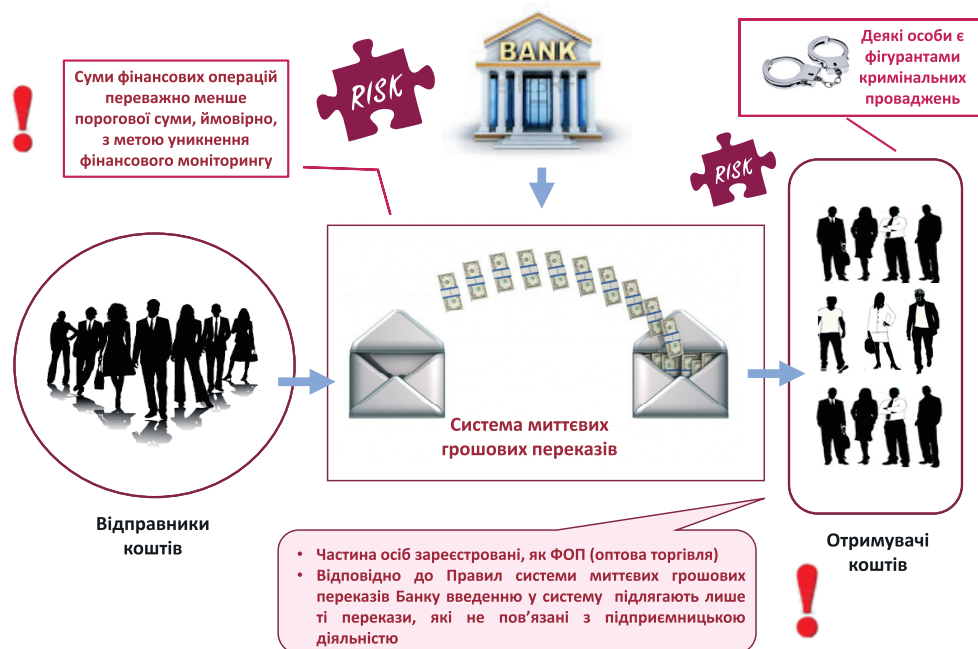 BANK
Деякі особи є
фігурантами
кримінальних
проваджень
Суми фінансових операцій
переважно менше
порогової суми, ймовірно,
з метою уникнення
фінансового моніторингу
RISK
RISK
Система миттєвих
грошових переказів
Відправники
коштів
Отримувачі
коштів
• Частина осіб зареєстровані, як ФОП (оптова торгівля)
• Відповідно до Правил системи миттєвих грошових
переказів Банку введенню у систему підлягають лише
ті перекази, які не пов’язані з підприємницькою
діяльністю